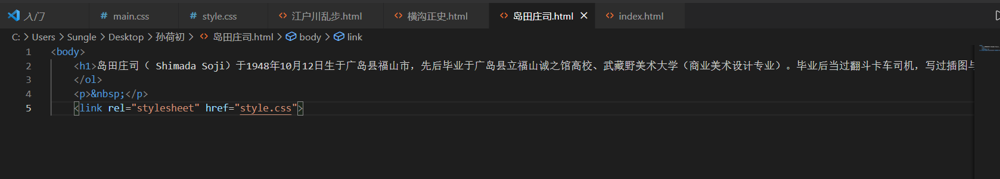 入门 # main.css # style.css <> 江户川乱步.html <> 横沟正史.html <> 岛田庄司.html × <> index.html
C: > Users > Sungle > Desktop > 孙荷初 > <> 岛田庄司.html > body > link
1 <body>
2 <h1>岛田庄司（ Shimada Soji）于1948年10月12日生于广岛县福山市，先后毕业于广岛县立福山诚之馆高校、武藏野美术大学（商业美术设计专业）。毕业后当过翻斗卡车司机，写过插图与
3 </ol>
4 <p>&nbsp;</p>
5 <link rel="stylesheet" href="style.css">